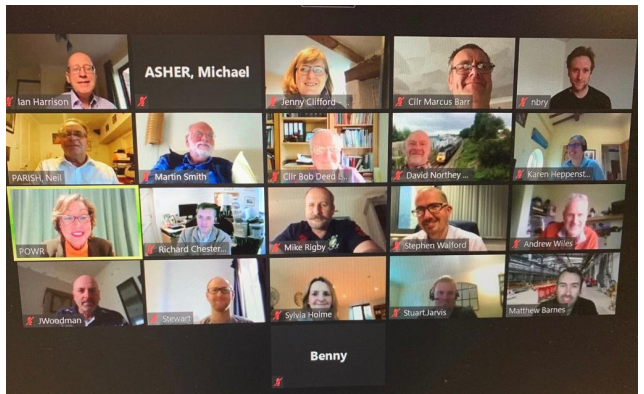 Ian Harrison
ASHER, Michael
Jenny Clifford -
Cllr Marcus Barr
nbry
PARISH, Neil
Martin Smith
Cllr Bob Deed
David Northey ...
Karen Heppenst...
POWR
Richard Chester...
Mike Rigby
Stephen Walford
Andrew Wiles
JWoodman
Stewart
Sylvia Holme
Stuart.Jarvis
Matthew Barnes
Benny